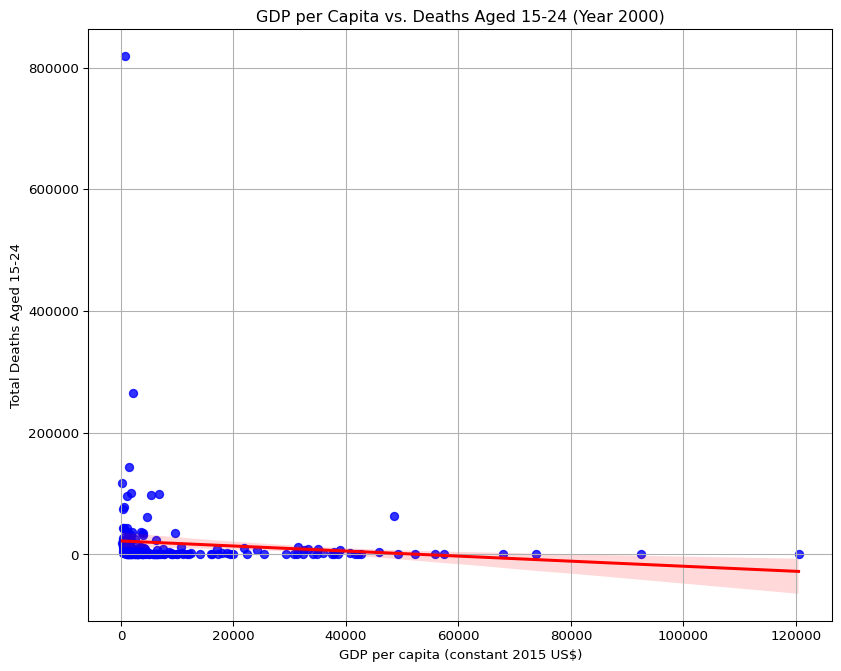 GDP per Capita vs. Deaths Aged 15-24 (Year 2000)
Total Deaths Aged 15-24
800000
600000
400000
200000
0
0 20000 40000 60000 80000 100000 120000
GDP per capita (constant 2015 US$)